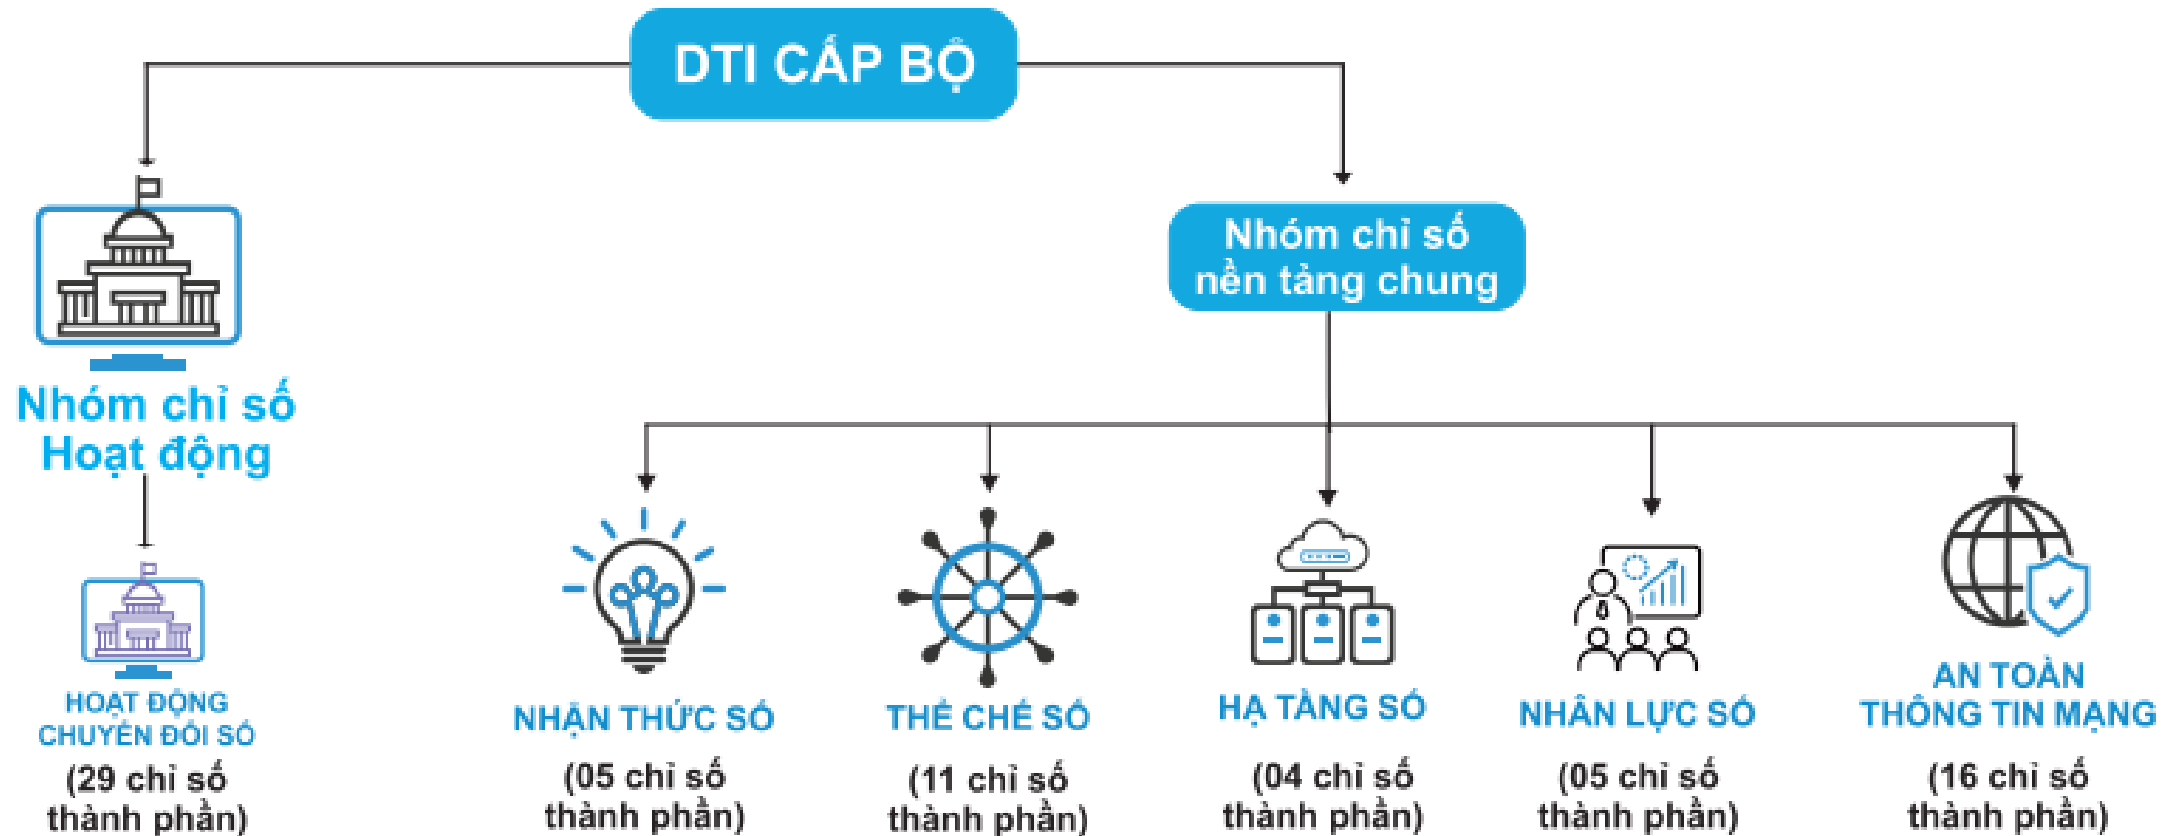 DTI CẤP BỘ
Nhóm chỉ số
nền tảng chung
Nhóm chỉ số
Hoạt động
HOẠT ĐỘNG
CHUYỂN ĐỔI SỐ
(29 chỉ số
thành phần)
NHẬN THỨC SỐ
(05 chỉ số
thành phần)
THỂ CHẾ SỐ
(11 chỉ số
thành phần)
HẠ TẦNG SỐ
(04 chỉ số
thành phần)
NHÂN LỰC SỐ
(05 chỉ số
thành phần)
AN TOÀN
THÔNG TIN MẠNG
(16 chỉ số
thành phần)